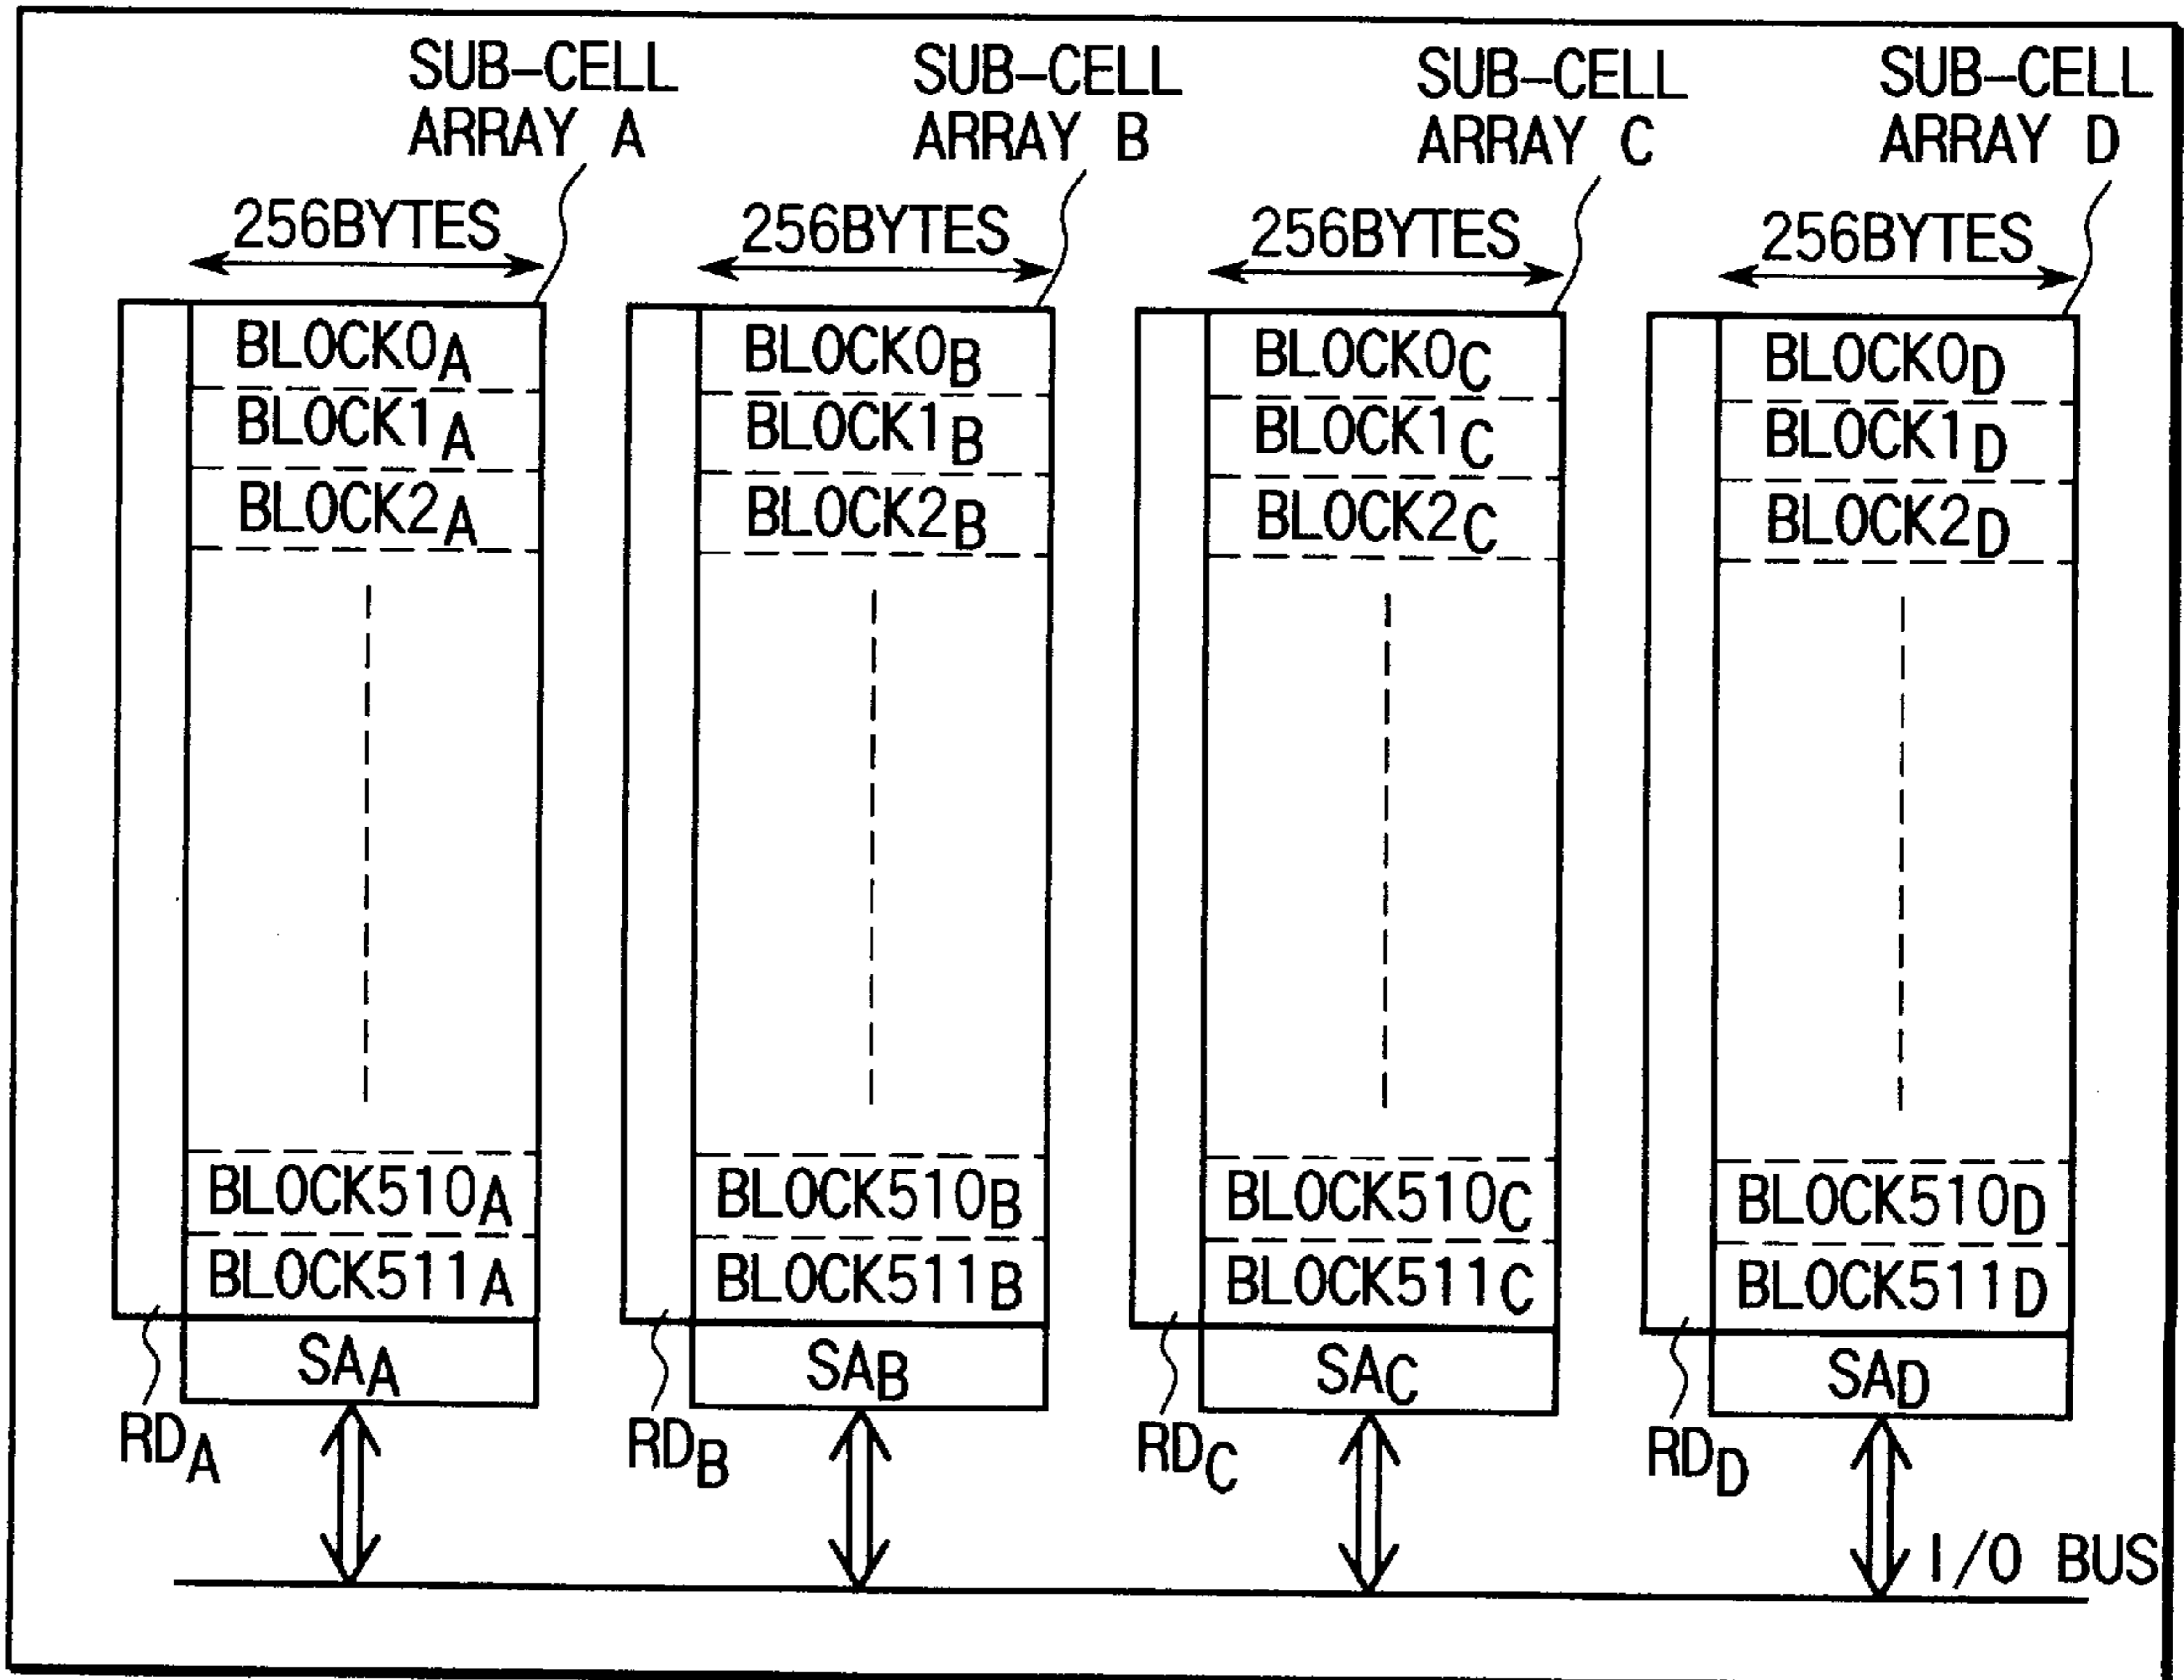 SUB-CELL
ARRAY A
SUB-CELL
ARRAY B
SUB-CELL
ARRAY C
SUB-CELL
ARRAY D
256BYTES
256BYTES
256BYTES
256BYTES
BLOCK0A
BLOCK1A
BLOCK2A
BLOCK510A
BLOCK511A
SAA
RDA
BLOCK0B
BLOCK1B
BLOCK2B
BLOCK510B
BLOCK511B
SAB
RDB
BLOCK0C
BLOCK1C
BLOCK2C
BLOCK510C
BLOCK511C
SAC
RDC
BLOCK0D
BLOCK1D
BLOCK2D
BLOCK510D
BLOCK511D
SAD
RDD
I/O BUS